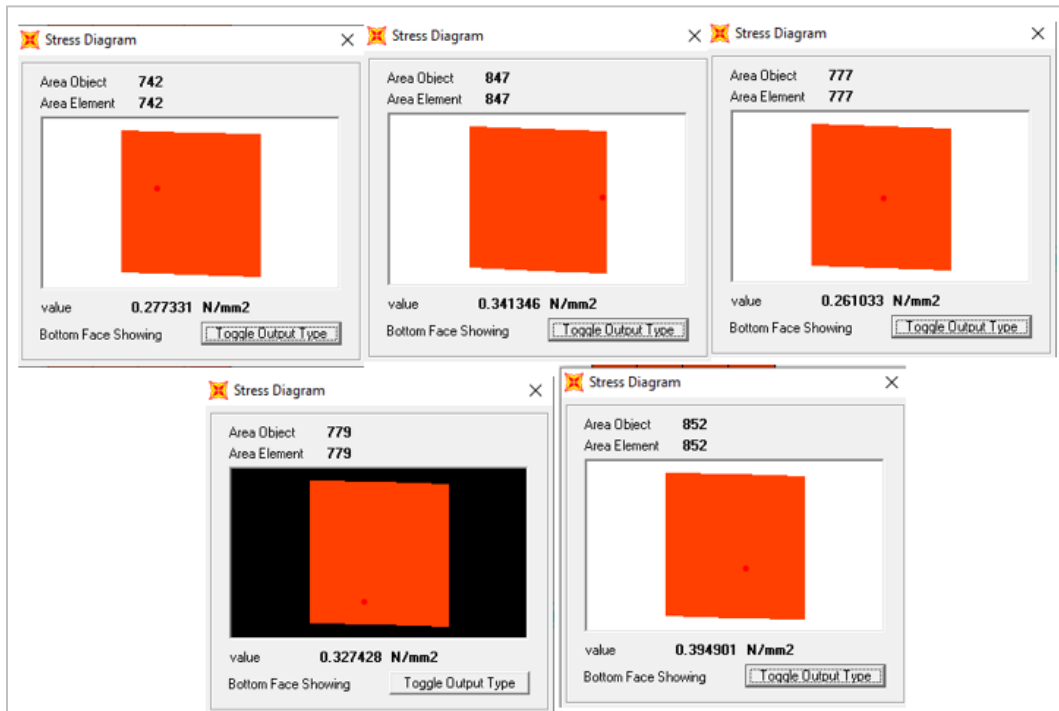 Stress Diagram
Area Object 742
Area Element 742
value 0.277331 N/mm2
Bottom Face Showing Toggle Output Type
Stress Diagram
Area Object 847
Area Element 847
value 0.341346 N/mm2
Bottom Face Showing Toggle Output Type
Stress Diagram
Area Object 777
Area Element 777
value 0.261033 N/mm2
Bottom Face Showing Toggle Output Type
Stress Diagram
Area Object 779
Area Element 779
value 0.327428 N/mm2
Bottom Face Showing Toggle Output Type
Stress Diagram
Area Object 852
Area Element 852
value 0.394901 N/mm2
Bottom Face Showing Toggle Output Type